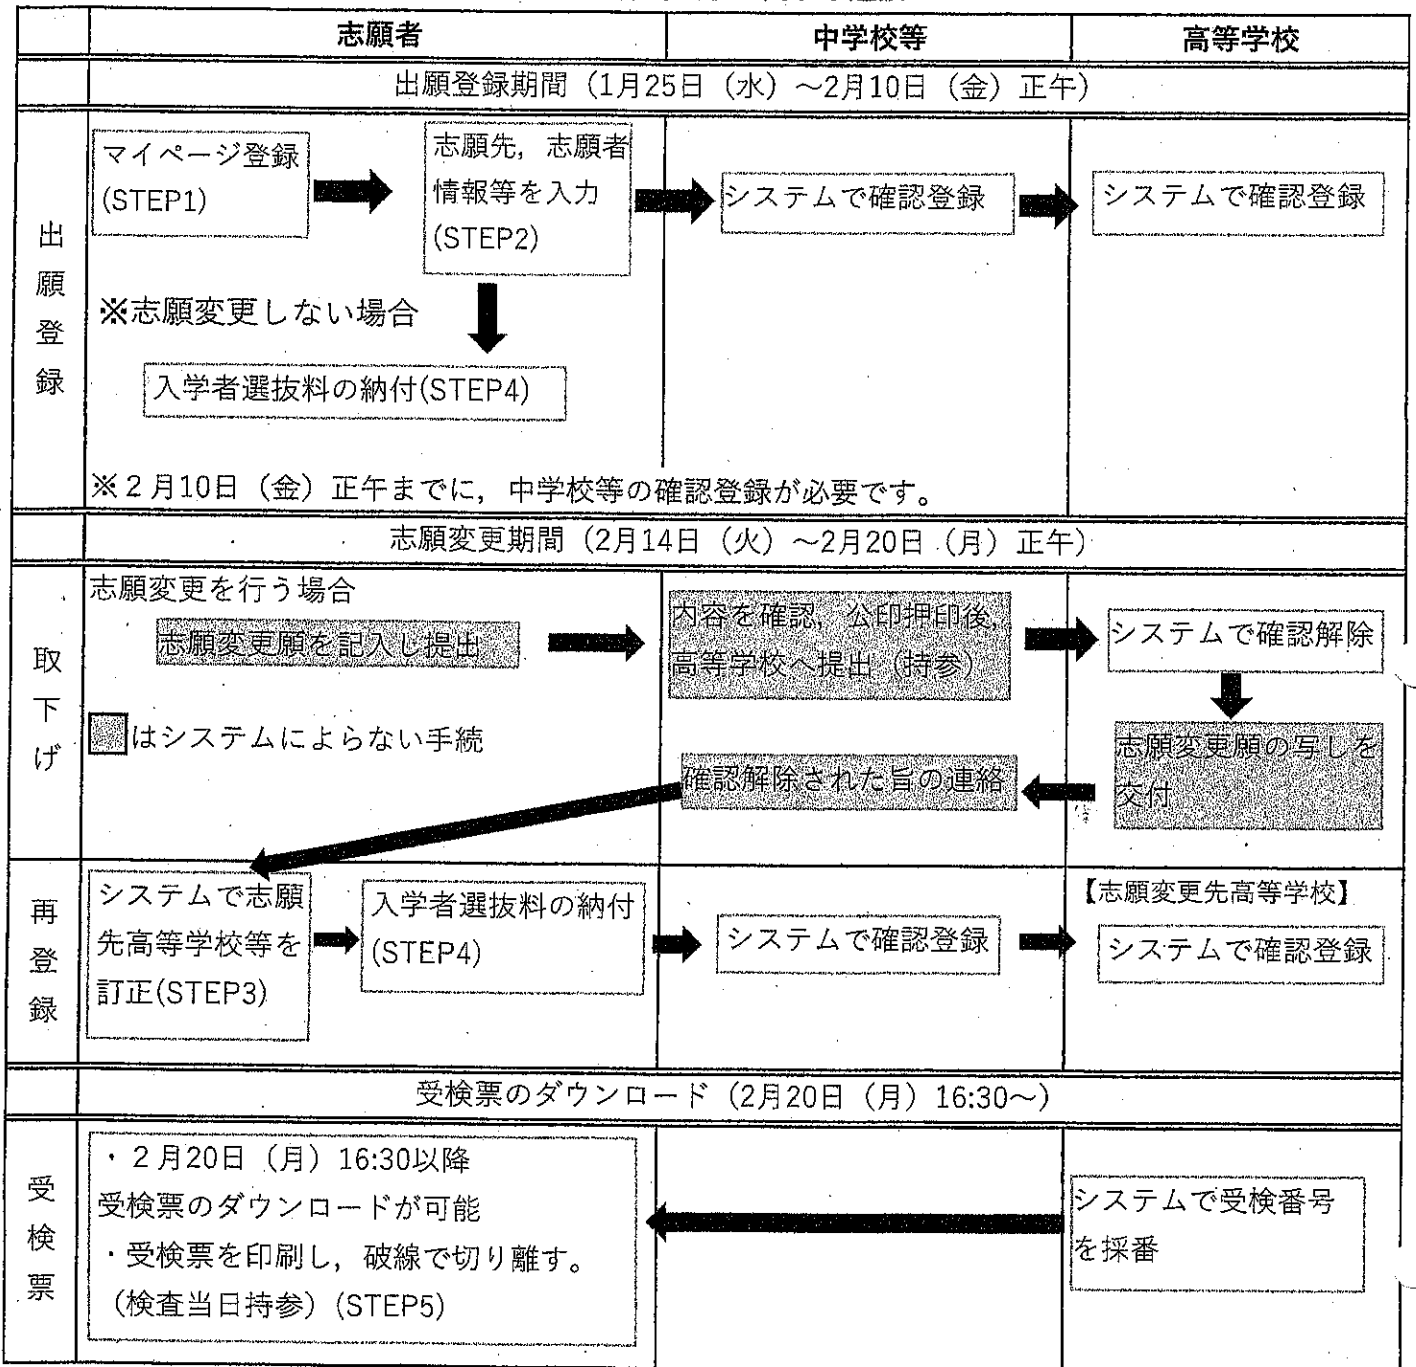 志願者
中学校等
高等学校
出願登録期間（1月25日（水）～2月10日（金）正午）
出願登録
マイページ登録
(STEP1)
志願先，志願者
情報等を入力
(STEP2)
システムで確認登録
システムで確認登録
※志願変更しない場合
入学者選抜料の納付(STEP4)
※２月10日（金）正午までに，中学校等の確認登録が必要です。
志願変更期間（2月14日（火）～2月20日（月）正午）
取下げ
志願変更を行う場合
志願変更願を記入し提出
内容を確認，公印押印後，
高等学校へ提出（持参）
システムで確認解除
はシステムによらない手続
確認解除された旨の連絡
志願変更願の写しを
交付
再登録
システムで志願
先高等学校等を
訂正(STEP3)
入学者選抜料の納付
(STEP4)
システムで確認登録
【志願変更先高等学校】
システムで確認登録
受検票のダウンロード（2月20日（月）16:30～）
受検票
・２月20日（月）16:30以降
受検票のダウンロードが可能
・受検票を印刷し，破線で切り離す。
（検査当日持参）(STEP5)
システムで受検番号
を採番